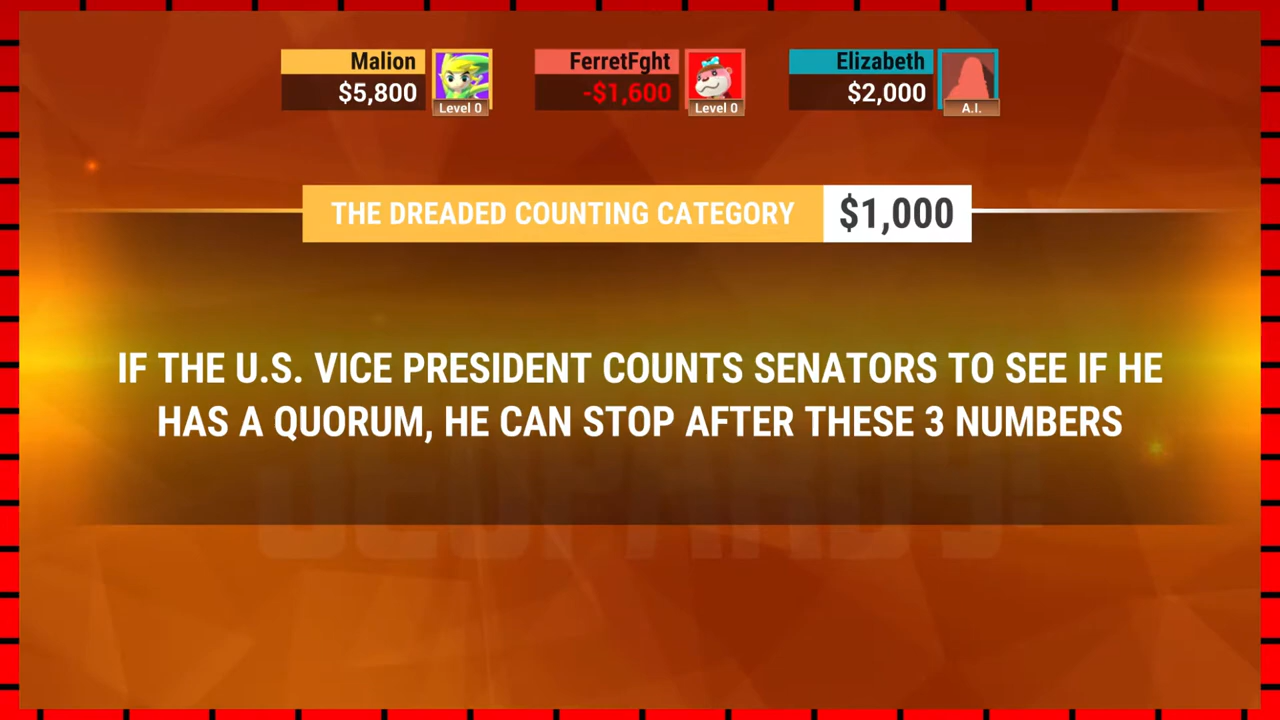 Malion
$5,800
Level 0
FerretFght
-$1,600
Level 0
Elizabeth
$2,000
A.I.
THE DREADED COUNTING CATEGORY
$1,000
IF THE U.S. VICE PRESIDENT COUNTS SENATORS TO SEE IF HE
HAS A QUORUM, HE CAN STOP AFTER THESE 3 NUMBERS
JEOPARDY!